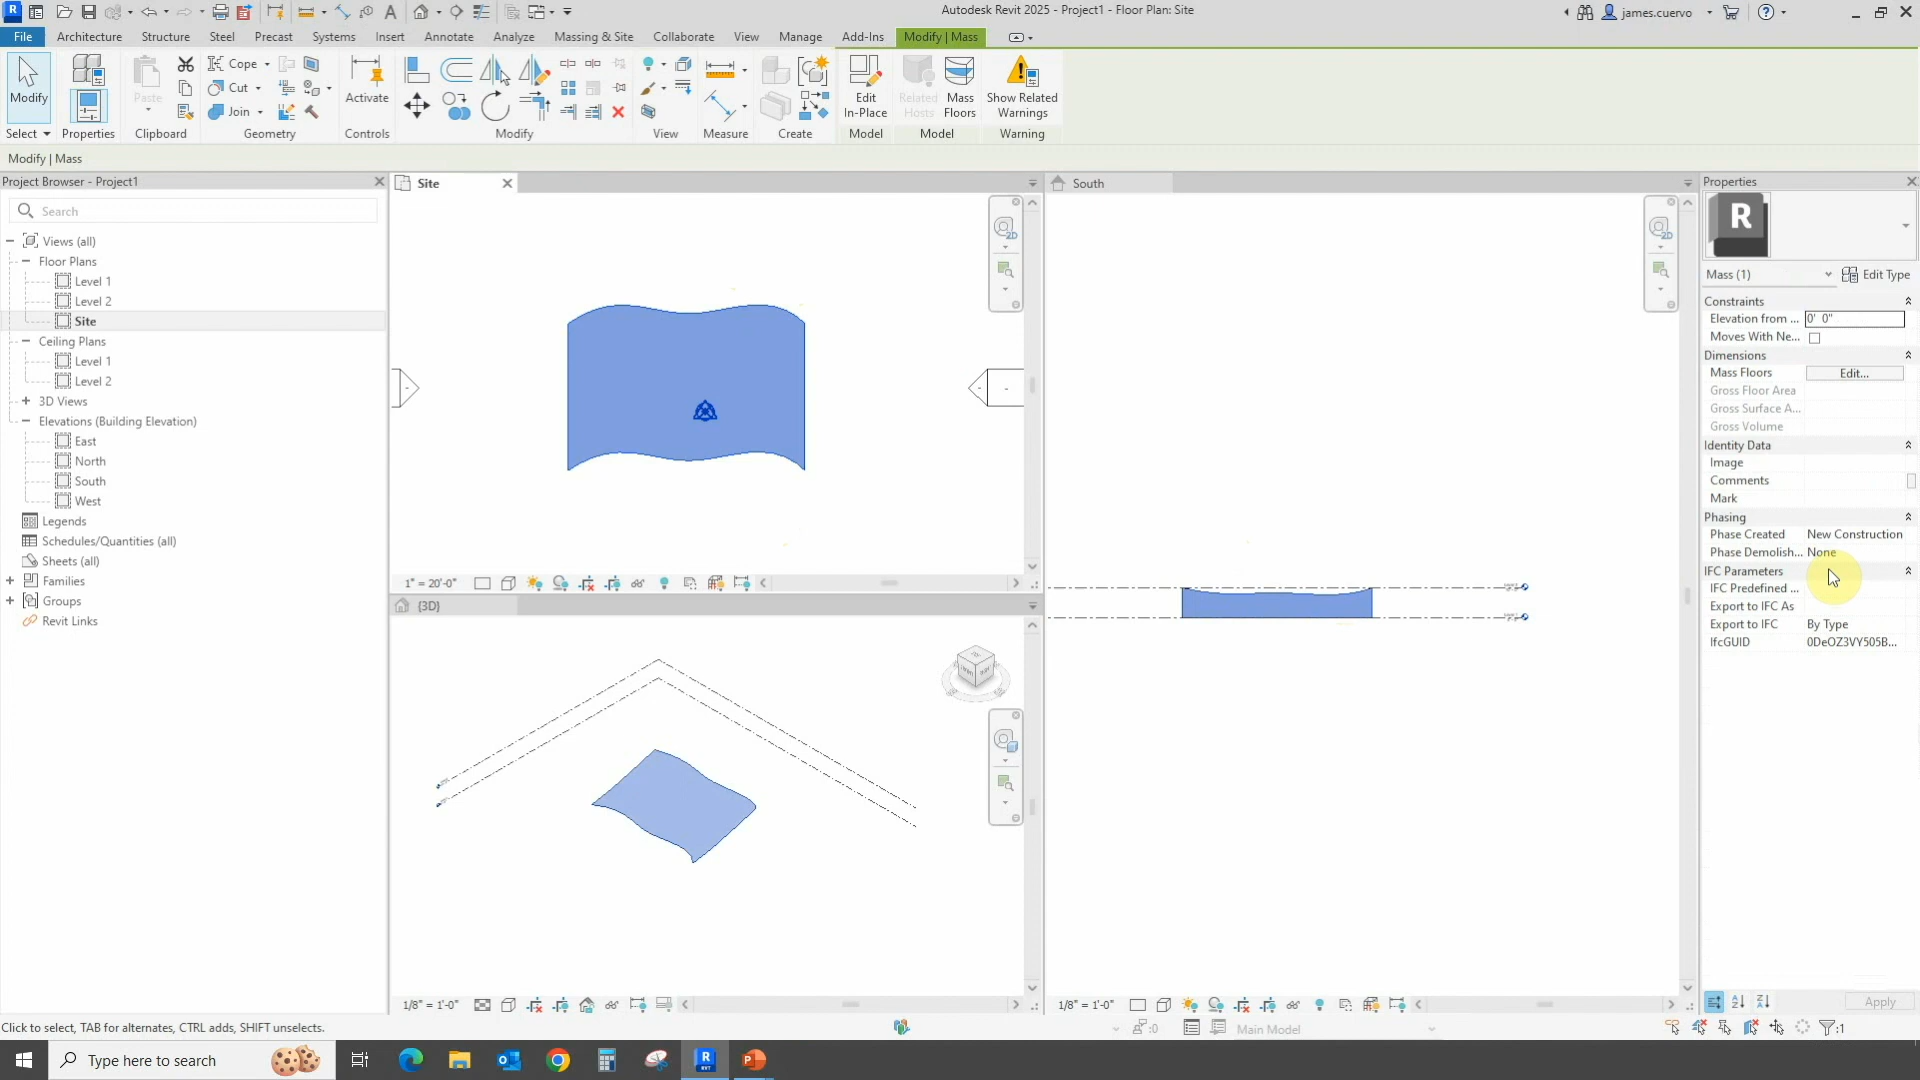 Autodesk Revit 2025 - Project1 - Floor Plan: Site
james.cuervo
File Architecture Structure Steel Precast Systems Insert Annotate Analyze Massing & Site Collaborate View Manage Add-Ins Modify | Mass
Modify
Paste
Cope
Cut
Join
Activate
Edit In-Place
Related Hosts
Mass Floors
Show Related Warnings
Select Properties Clipboard Geometry Controls Modify View Measure Create Model Model Warning
Modify | Mass
Project Browser - Project1
Search
Views (all)
Floor Plans
Level 1
Level 2
Site
Ceiling Plans
Level 1
Level 2
3D Views
Elevations (Building Elevation)
East
North
South
West
Legends
Schedules/Quantities (all)
Sheets (all)
Families
Groups
Revit Links
Site
1" = 20'-0"
{3D}
1/8" = 1'-0"
South
1/8" = 1'-0"
Properties
R
Mass (1) Edit Type
Constraints
Elevation from ... 0' 0"
Moves With Ne...
Dimensions
Mass Floors Edit...
Gross Floor Area
Gross Surface A...
Gross Volume
Identity Data
Image
Comments
Mark
Phasing
Phase Created New Construction
Phase Demolish... None
IFC Parameters
IFC Predefined ...
Export to IFC As
Export to IFC By Type
IfcGUID 0DeOZ3VY505B...
Apply
Click to select, TAB for alternates, CTRL adds, SHIFT unselects.
:0
Main Model
:1
Type here to search